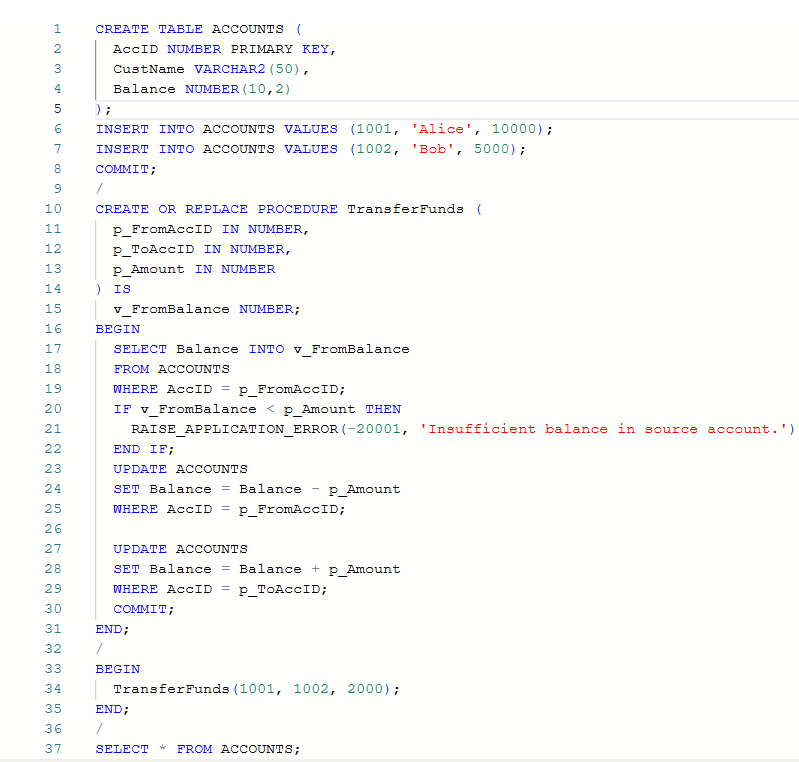 1 CREATE TABLE ACCOUNTS (
2 AccID NUMBER PRIMARY KEY,
3 CustName VARCHAR2(50),
4 Balance NUMBER(10,2)
5 );
6 INSERT INTO ACCOUNTS VALUES (1001, 'Alice', 10000);
7 INSERT INTO ACCOUNTS VALUES (1002, 'Bob', 5000);
8 COMMIT;
9 /
10 CREATE OR REPLACE PROCEDURE TransferFunds (
11 p_FromAccID IN NUMBER,
12 p_ToAccID IN NUMBER,
13 p_Amount IN NUMBER
14 ) IS
15 v_FromBalance NUMBER;
16 BEGIN
17 SELECT Balance INTO v_FromBalance
18 FROM ACCOUNTS
19 WHERE AccID = p_FromAccID;
20 IF v_FromBalance < p_Amount THEN
21 RAISE_APPLICATION_ERROR(-20001, 'Insufficient balance in source account.')
22 END IF;
23 UPDATE ACCOUNTS
24 SET Balance = Balance - p_Amount
25 WHERE AccID = p_FromAccID;
26
27 UPDATE ACCOUNTS
28 SET Balance = Balance + p_Amount
29 WHERE AccID = p_ToAccID;
30 COMMIT;
31 END;
32 /
33 BEGIN
34 TransferFunds(1001, 1002, 2000);
35 END;
36 /
37 SELECT * FROM ACCOUNTS;